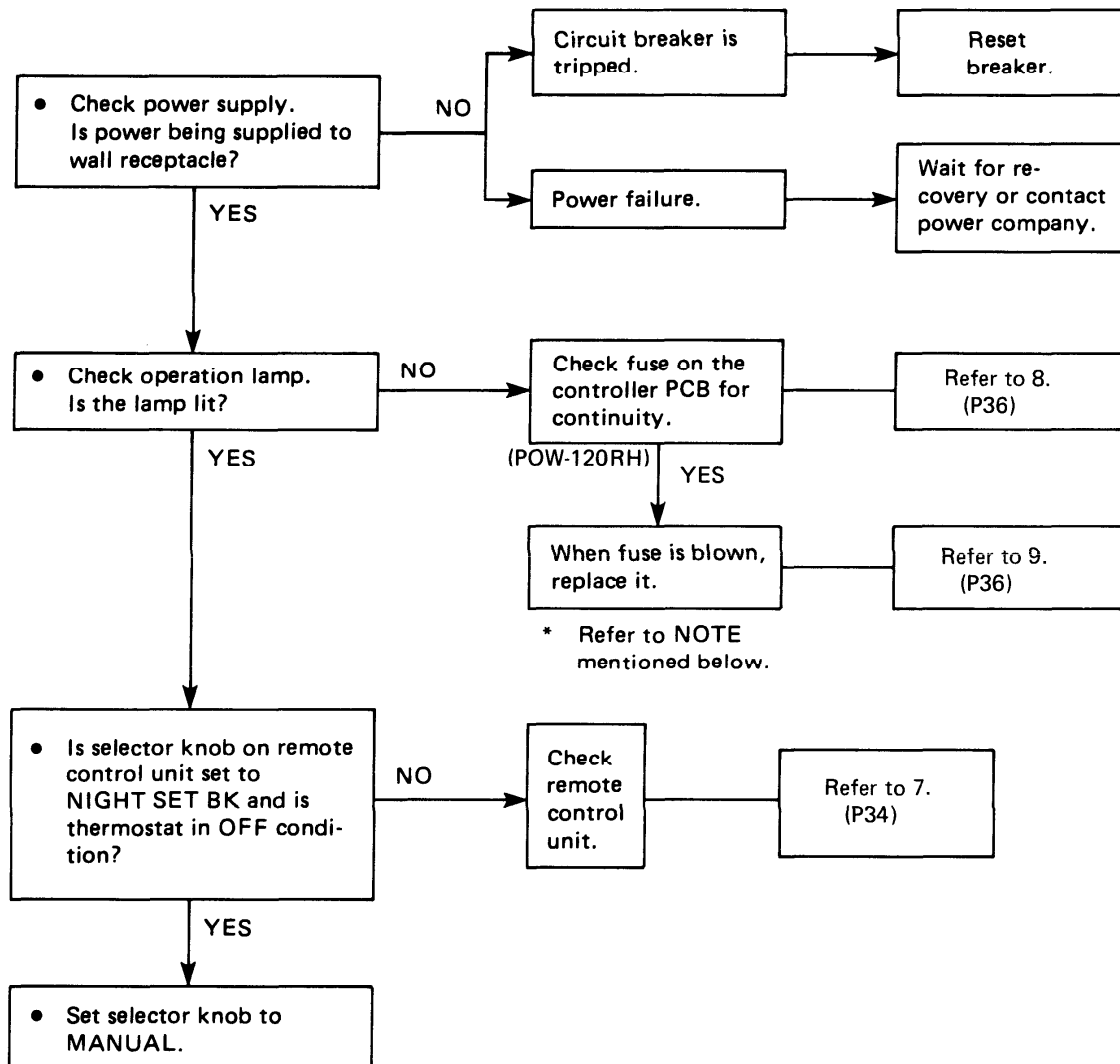 ● Check power supply.
Is power being supplied to
wall receptacle?
NO
Circuit breaker is
tripped.
Reset
breaker.
Power failure.
Wait for re-
covery or contact
power company.
YES
● Check operation lamp.
Is the lamp lit?
NO
Check fuse on the
controller PCB for
continuity.
Refer to 8.
(P36)
YES
(POW-120RH)
YES
When fuse is blown,
replace it.
Refer to 9.
(P36)
* Refer to NOTE
mentioned below.
● Is selector knob on remote
control unit set to
NIGHT SET BK and is
thermostat in OFF condi-
tion?
NO
Check
remote
control
unit.
Refer to 7.
(P34)
YES
● Set selector knob to
MANUAL.